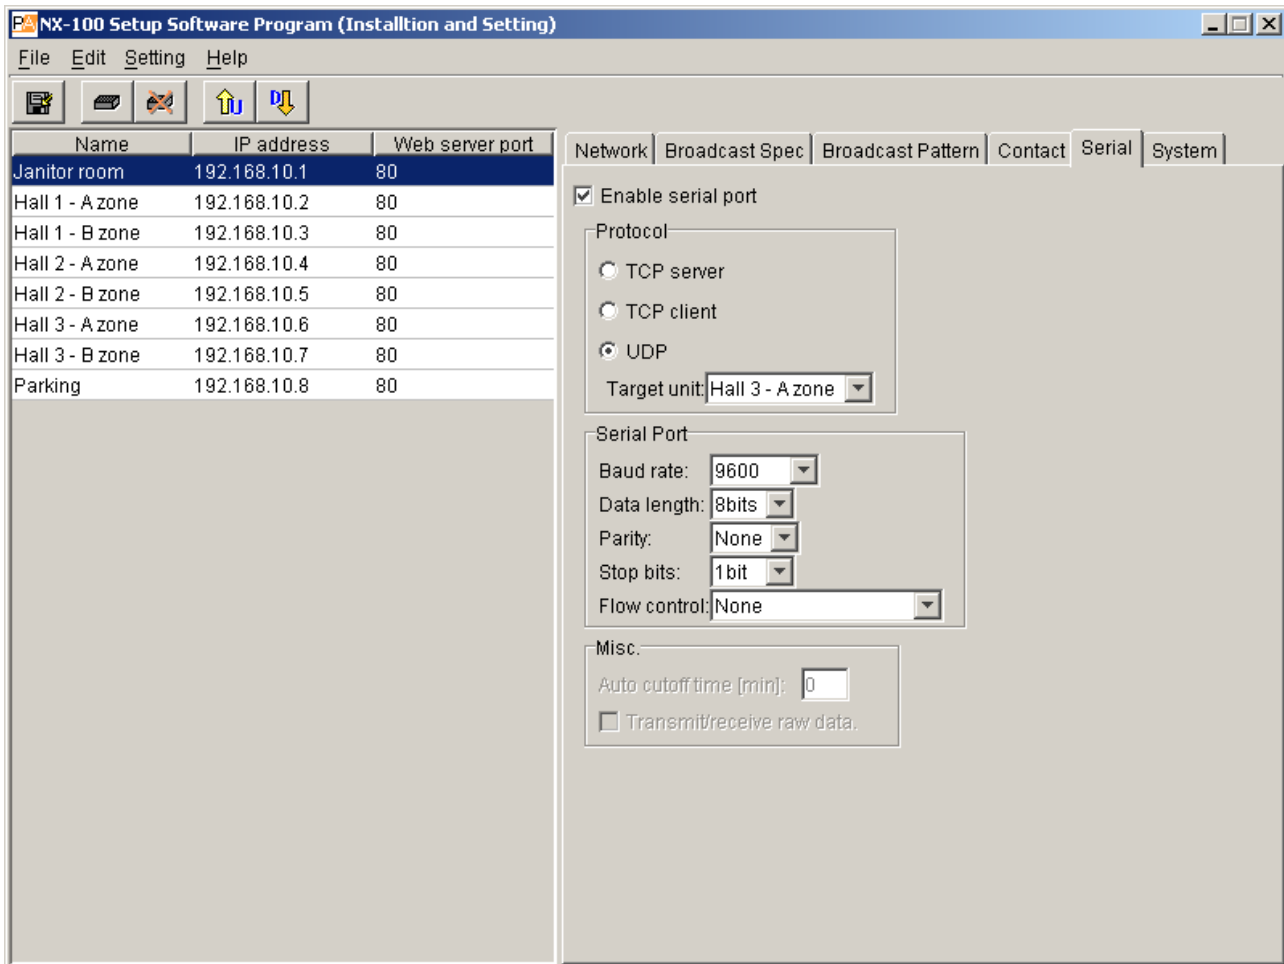 PA NX-100 Setup Software Program (Installtion and Setting)
File Edit Setting Help
U D
Name IP address Web server port
Janitor room 192.168.10.1 80
Hall 1 - A zone 192.168.10.2 80
Hall 1 - B zone 192.168.10.3 80
Hall 2 - A zone 192.168.10.4 80
Hall 2 - B zone 192.168.10.5 80
Hall 3 - A zone 192.168.10.6 80
Hall 3 - B zone 192.168.10.7 80
Parking 192.168.10.8 80
Network Broadcast Spec Broadcast Pattern Contact Serial System
Enable serial port
Protocol
TCP server
TCP client
UDP
Target unit: Hall 3 - A zone
Serial Port
Baud rate: 9600
Data length: 8bits
Parity: None
Stop bits: 1bit
Flow control: None
Misc.
Auto cutoff time [min]: 0
Transmit/receive raw data.